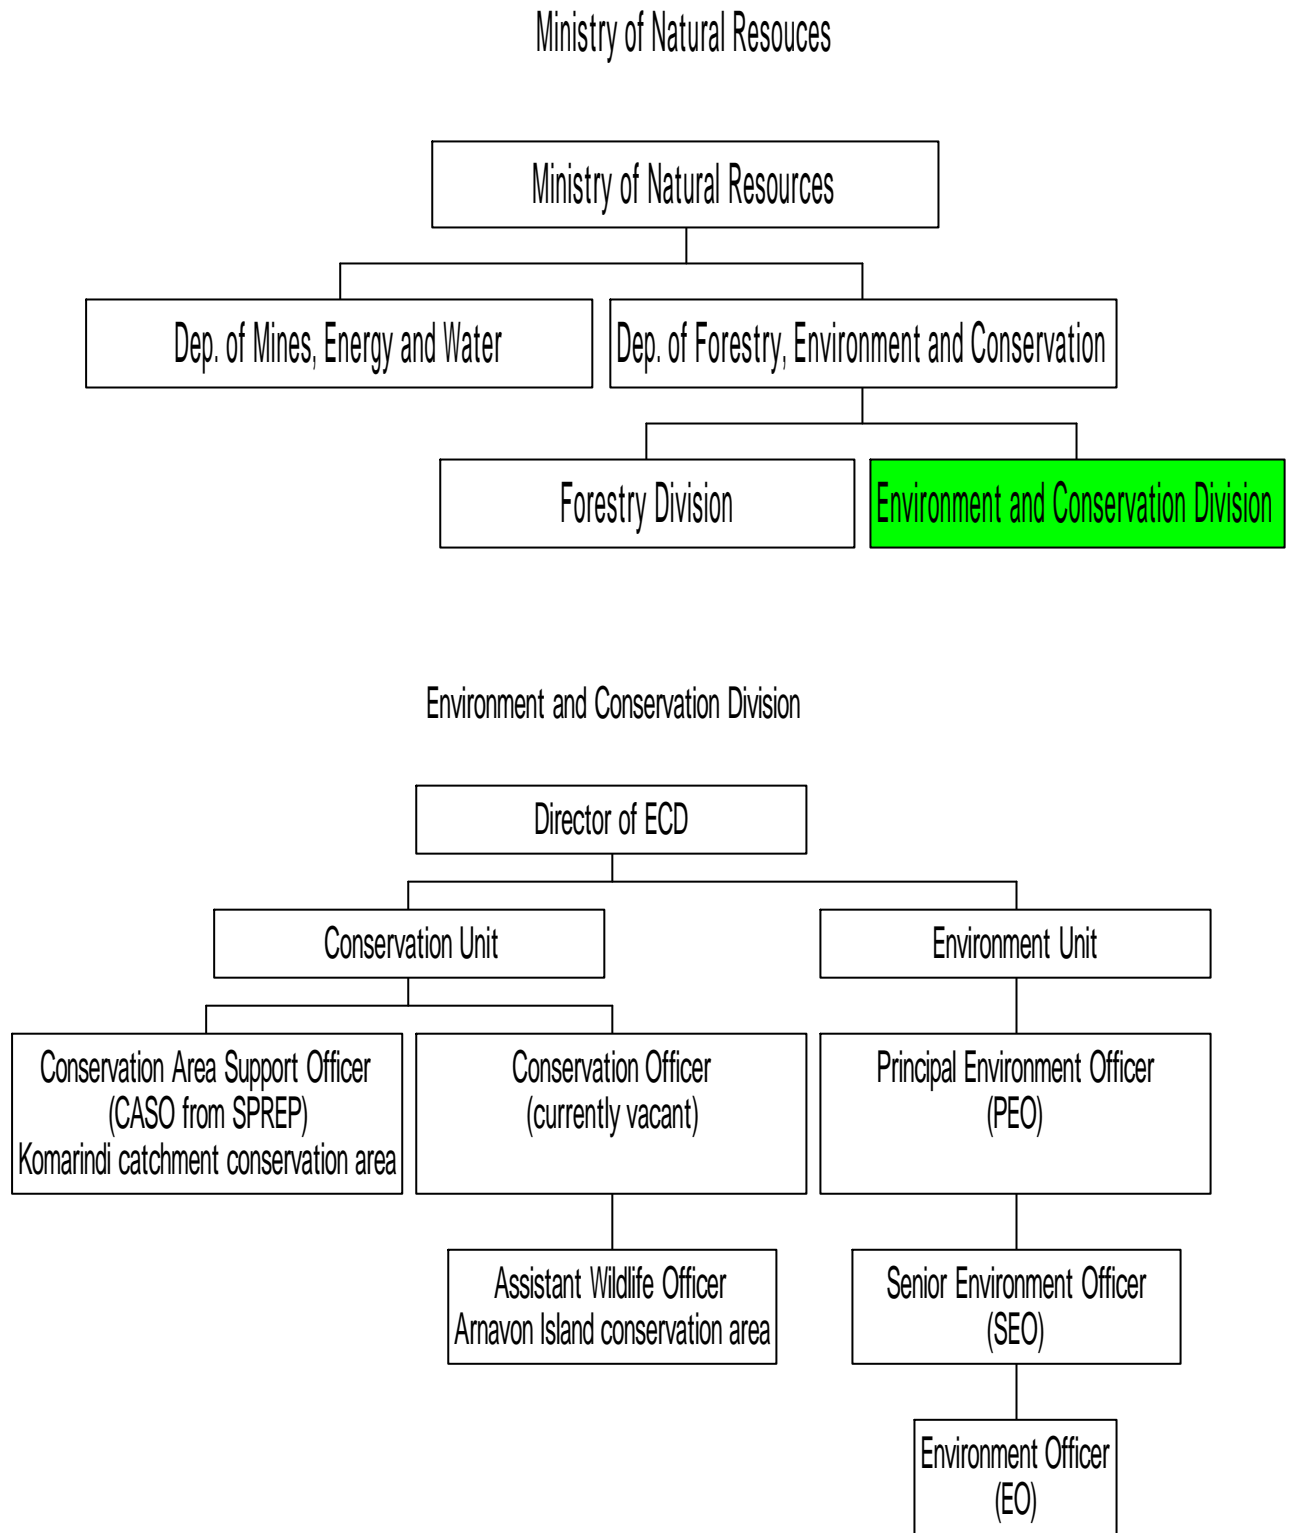 Ministry of Natural Resouces
Ministry of Natural Resources
Dep. of Mines, Energy and Water
Dep. of Forestry, Environment and Conservation
Forestry Division
Environment and Conservation Division
Environment and Conservation Division
Director of ECD
Conservation Unit
Environment Unit
Conservation Area Support Officer
(CASO from SPREP)
Komarindi catchment conservation area
Conservation Officer
(currently vacant)
Principal Environment Officer
(PEO)
Assistant Wildlife Officer
Arnavon Island conservation area
Senior Environment Officer
(SEO)
Environment Officer
(EO)